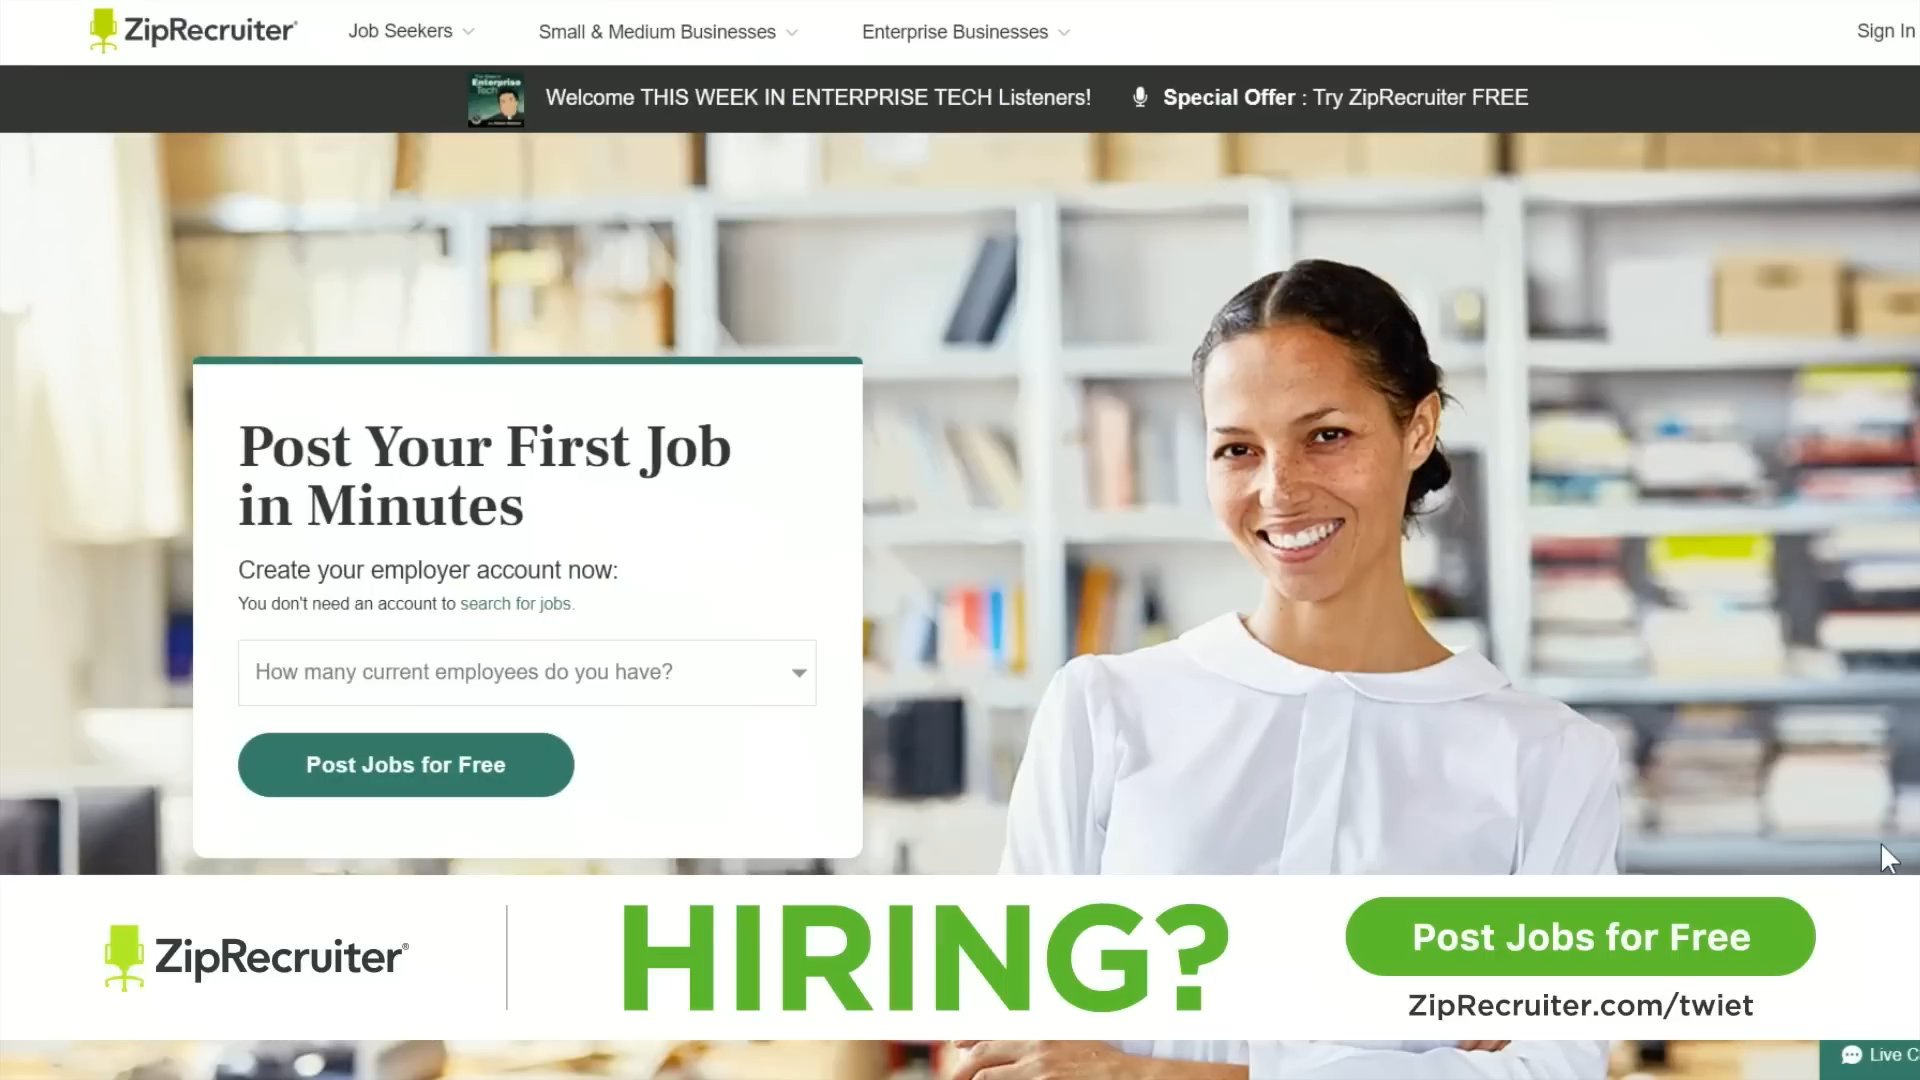 ZipRecruiter®
Job Seekers
Small & Medium Businesses
Enterprise Businesses
Sign In
Enterprise
Tech
Welcome THIS WEEK IN ENTERPRISE TECH Listeners!
Special Offer : Try ZipRecruiter FREE
Post Your First Job
in Minutes
Create your employer account now:
You don't need an account to search for jobs.
How many current employees do you have?
Post Jobs for Free
ZipRecruiter®
HIRING?
Post Jobs for Free
ZipRecruiter.com/twiet
Live C